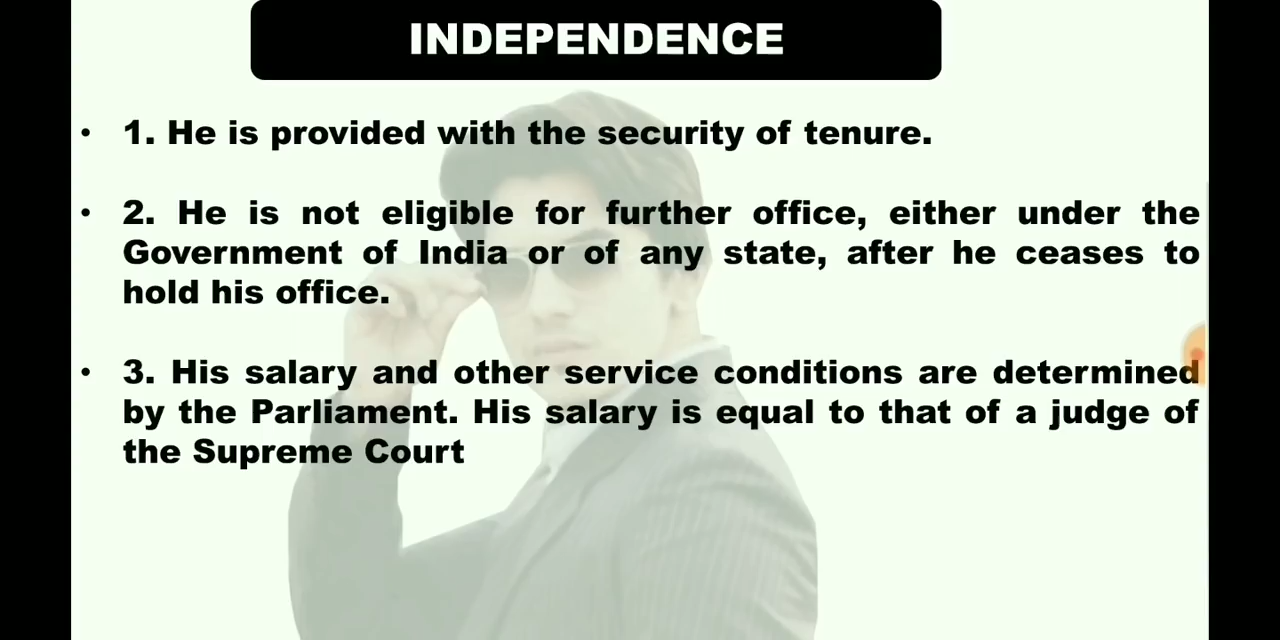 INDEPENDENCE
• 1. He is provided with the security of tenure.
• 2. He is not eligible for further office, either under the
Government of India or of any state, after he ceases to
hold his office.
• 3. His salary and other service conditions are determined
by the Parliament. His salary is equal to that of a judge of
the Supreme Court